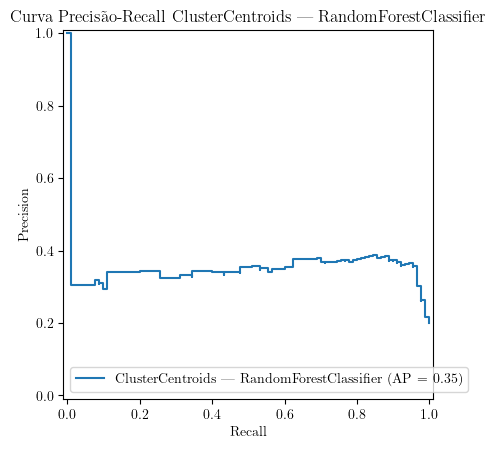 Curva Precisão-Recall ClusterCentroids — RandomForestClassifier
1.0
0.8
0.6
0.4
0.2
0.0
Precision
ClusterCentroids — RandomForestClassifier (AP = 0.35)
0.0 0.2 0.4 0.6 0.8 1.0
Recall